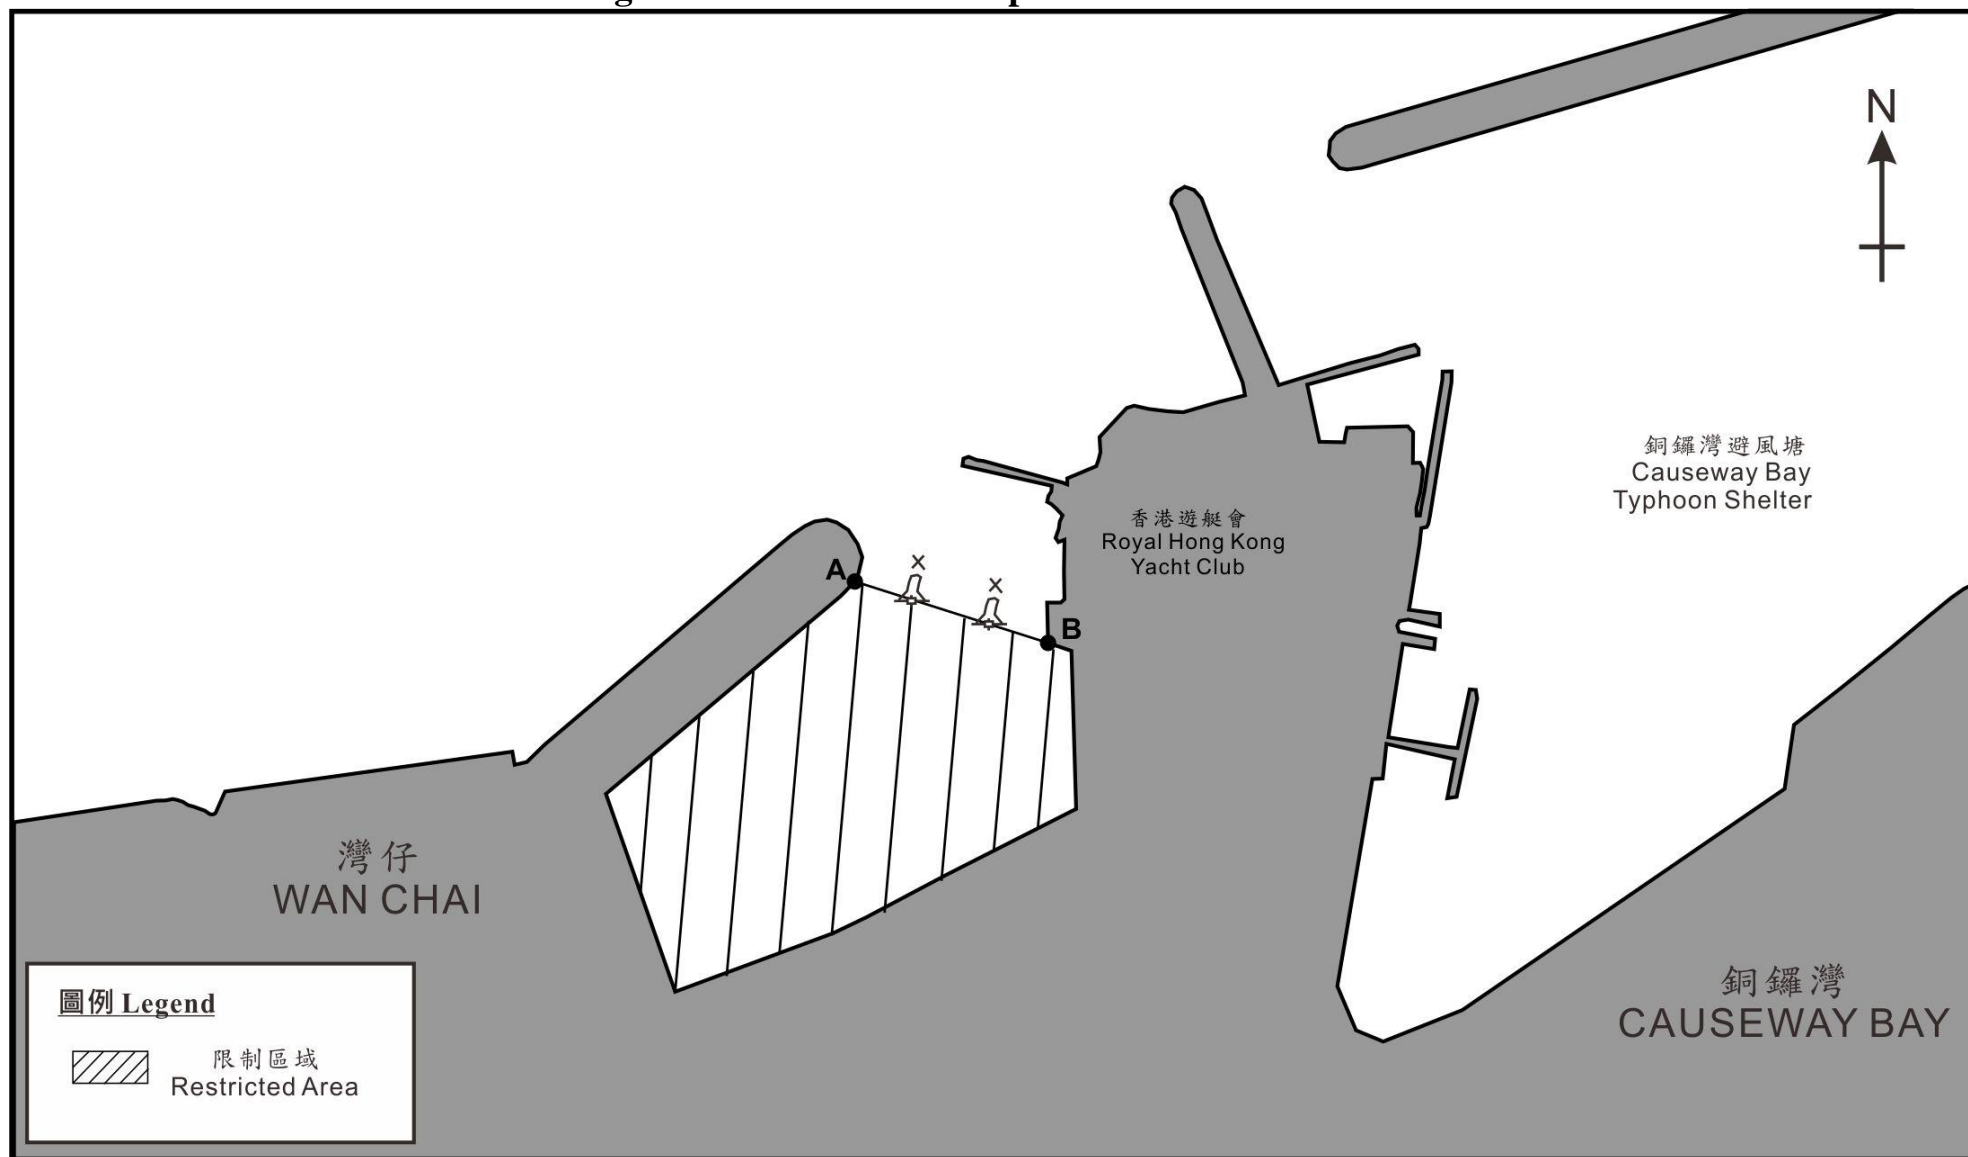 N
銅鑼灣避風塘
Causeway Bay
Typhoon Shelter
香港遊艇會
Royal Hong Kong
Yacht Club
A
B
灣仔
WAN CHAI
銅鑼灣
CAUSEWAY BAY
圖例 Legend
限制區域
Restricted Area